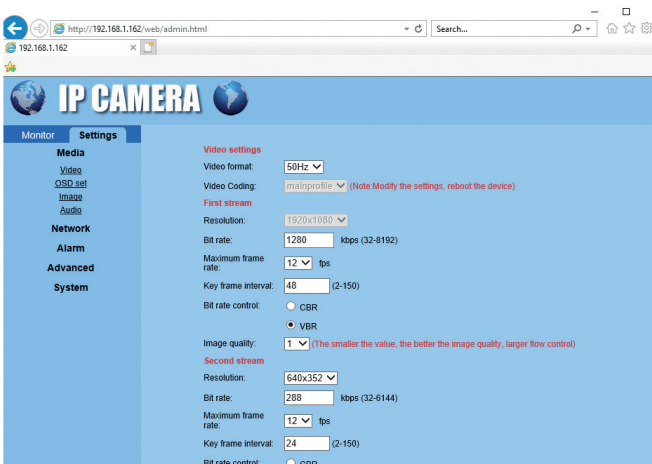 http://192.168.1.162/web/admin.html
Search...
192.168.1.162
IP CAMERA
Monitor
Settings
Media
Video
OSD set
Image
Audio
Network
Alarm
Advanced
System
Video settings
Video format: 50Hz
Video Coding: mainprofile (Note:Modify the settings, reboot the device)
First stream
Resolution: 1920x1080
Bit rate: 1280 kbps (32-8192)
Maximum frame
rate: 12 fps
Key frame interval: 48 (2-150)
Bit rate control: CBR
VBR
Image quality: 1 (The smaller the value, the better the image quality, larger flow control)
Second stream
Resolution: 640x352
Bit rate: 288 kbps (32-6144)
Maximum frame
rate: 12 fps
Key frame interval: 24 (2-150)
Bit rate control: CBR